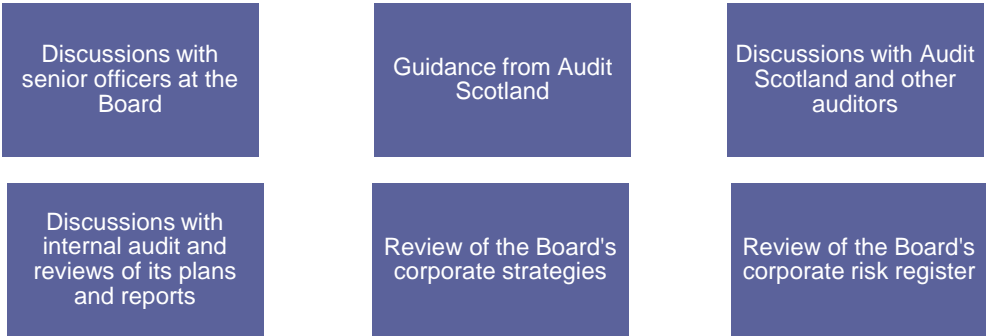 Discussions with
senior officers at the
Board
Guidance from Audit
Scotland
Discussions with Audit
Scotland and other
auditors
Discussions with
internal audit and
reviews of its plans
and reports
Review of the Board's
corporate strategies
Review of the Board's
corporate risk register